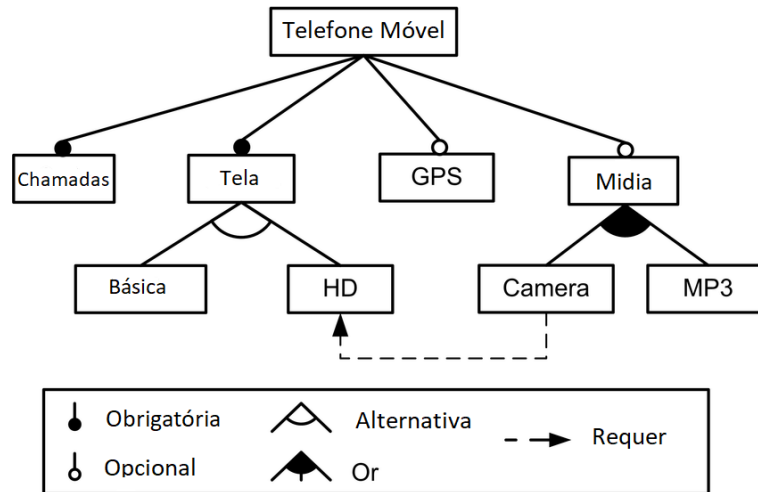 Telefone Móvel
Chamadas
Tela
GPS
Midia
Básica
HD
Camera
MP3
Obrigatória
Alternativa
Requer
Opcional
Or